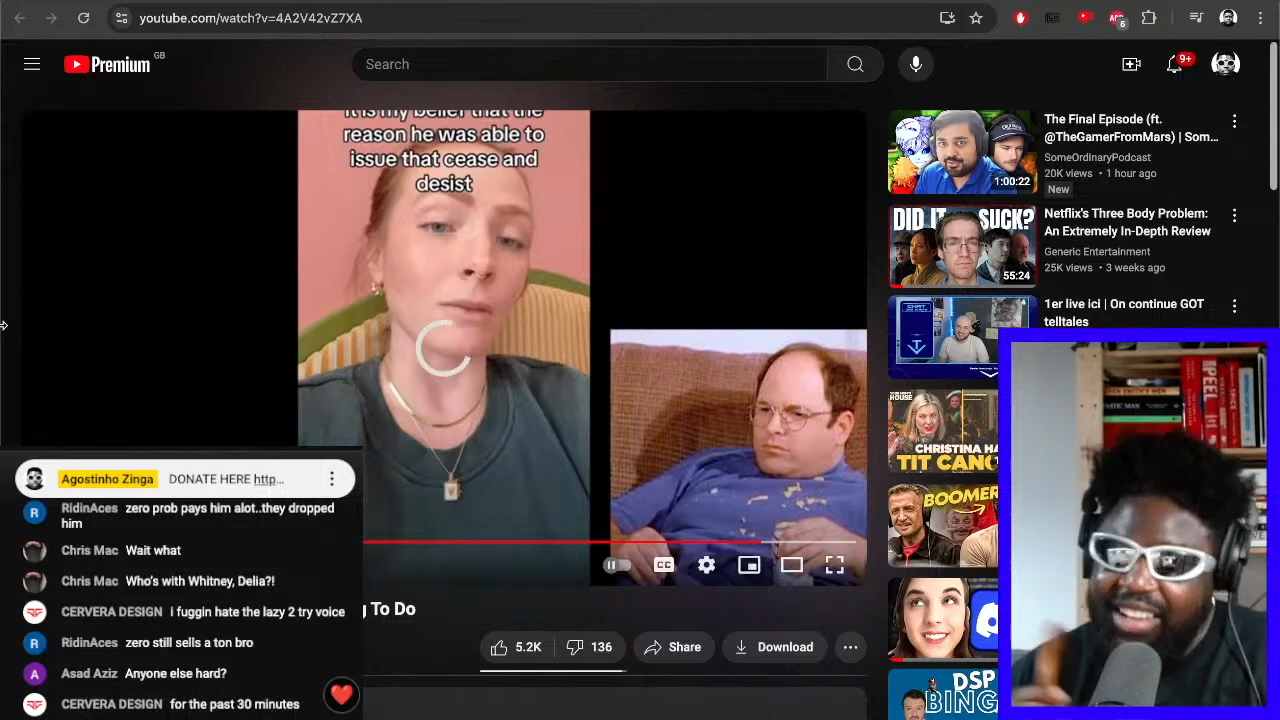 youtube.com/watch?v=4A2V42vZ7XA
6
Premium
GB
Search
9+
It is my belief that the
reason he was able to
issue that cease and
desist
CC
g To Do
5.2K
136
Share
Download
1:00:22
The Final Episode (ft.
@TheGamerFromMars) | Som...
SomeOrdinaryPodcast
20K views • 1 hour ago
New
DID IT SUCK?
55:24
Netflix's Three Body Problem:
An Extremely In-Depth Review
Generic Entertainment
25K views • 3 weeks ago
CHAT
1er live ici | On continue GOT
telltales
CHRISTINA HA
TIT CANC
BOOMER
DSP
BING
Agostinho Zinga DONATE HERE http...
RidinAces zero prob pays him alot..they dropped
him
Chris Mac Wait what
Chris Mac Who's with Whitney, Delia?!
CERVERA DESIGN i fuggin hate the lazy 2 try voice
RidinAces zero still sells a ton bro
Asad Aziz Anyone else hard?
CERVERA DESIGN for the past 30 minutes
R
R
A